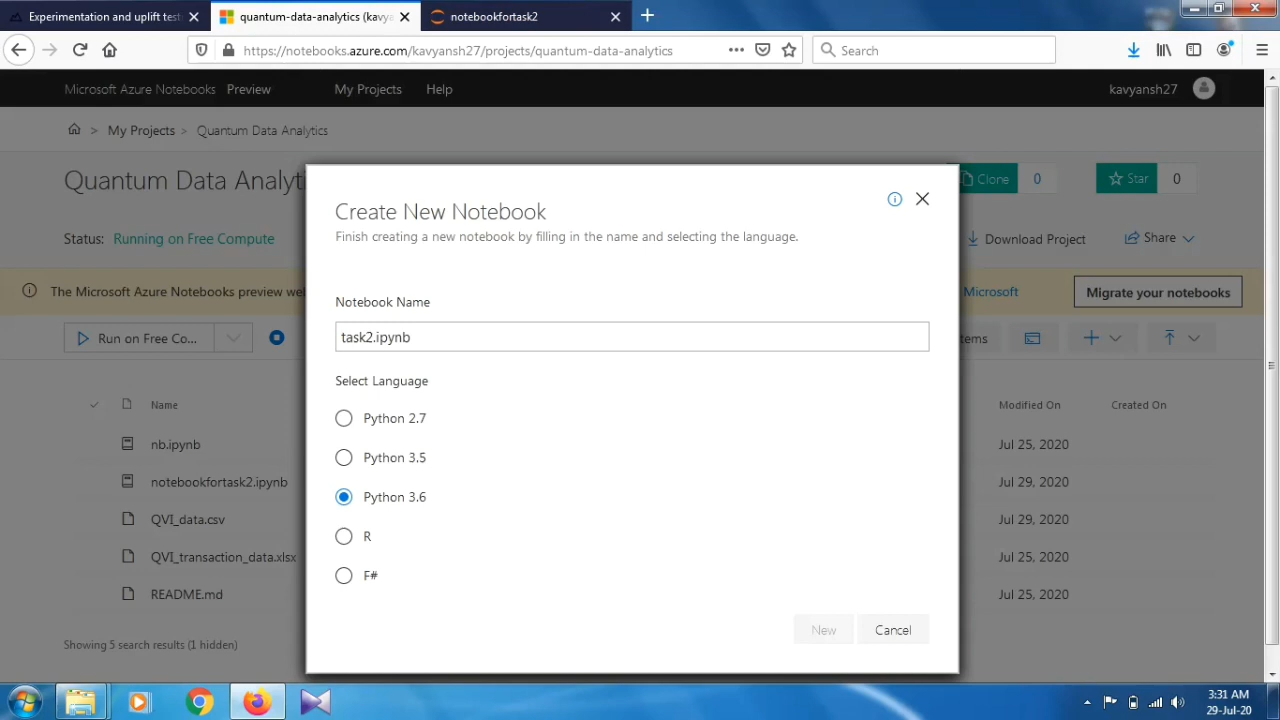 Experimentation and uplift test
quantum-data-analytics (kavya
notebookfortask2
https://notebooks.azure.com/kavyansh27/projects/quantum-data-analytics
Search
Microsoft Azure Notebooks Preview My Projects Help kavyansh27
> My Projects > Quantum Data Analytics
Quantum Data Analyti
Clone 0
Star 0
Status: Running on Free Compute
Download Project
Share
The Microsoft Azure Notebooks preview we
Microsoft
Migrate your notebooks
Run on Free Co...
tems
Name
Modified On
Created On
nb.ipynb
Jul 25, 2020
notebookfortask2.ipynb
Jul 29, 2020
QVI_data.csv
Jul 29, 2020
QVI_transaction_data.xlsx
Jul 25, 2020
README.md
Jul 25, 2020
Showing 5 search results (1 hidden)
Create New Notebook
Finish creating a new notebook by filling in the name and selecting the language.
Notebook Name
task2.ipynb
Select Language
Python 2.7
Python 3.5
Python 3.6
R
F#
New
Cancel
3:31 AM
29-Jul-20